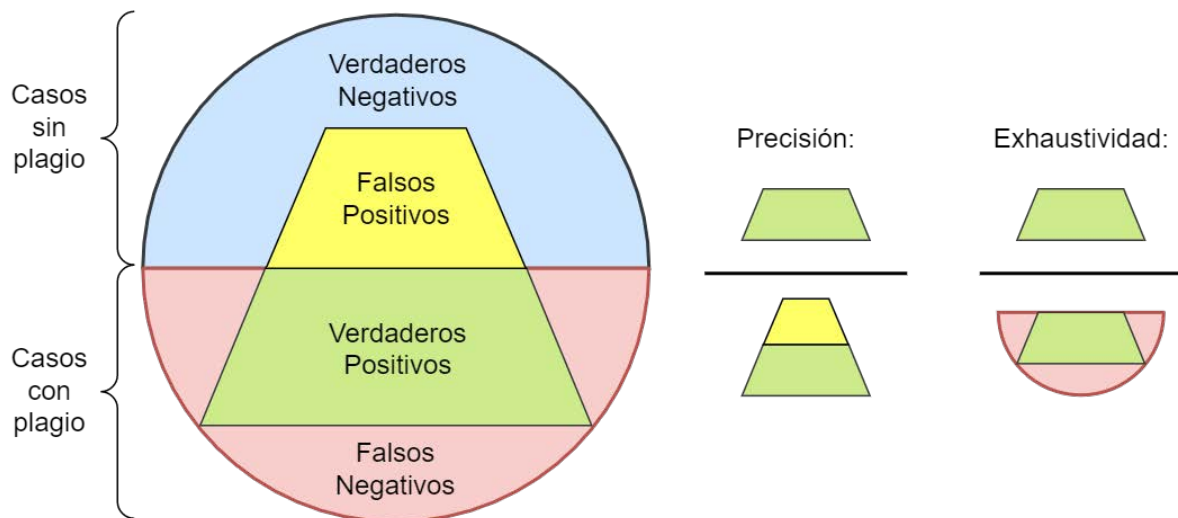 Casos
sin
plagio
Casos
con
plagio
Verdaderos
Negativos
Falsos
Positivos
Verdaderos
Positivos
Falsos
Negativos
Precisión:
Exhaustividad: